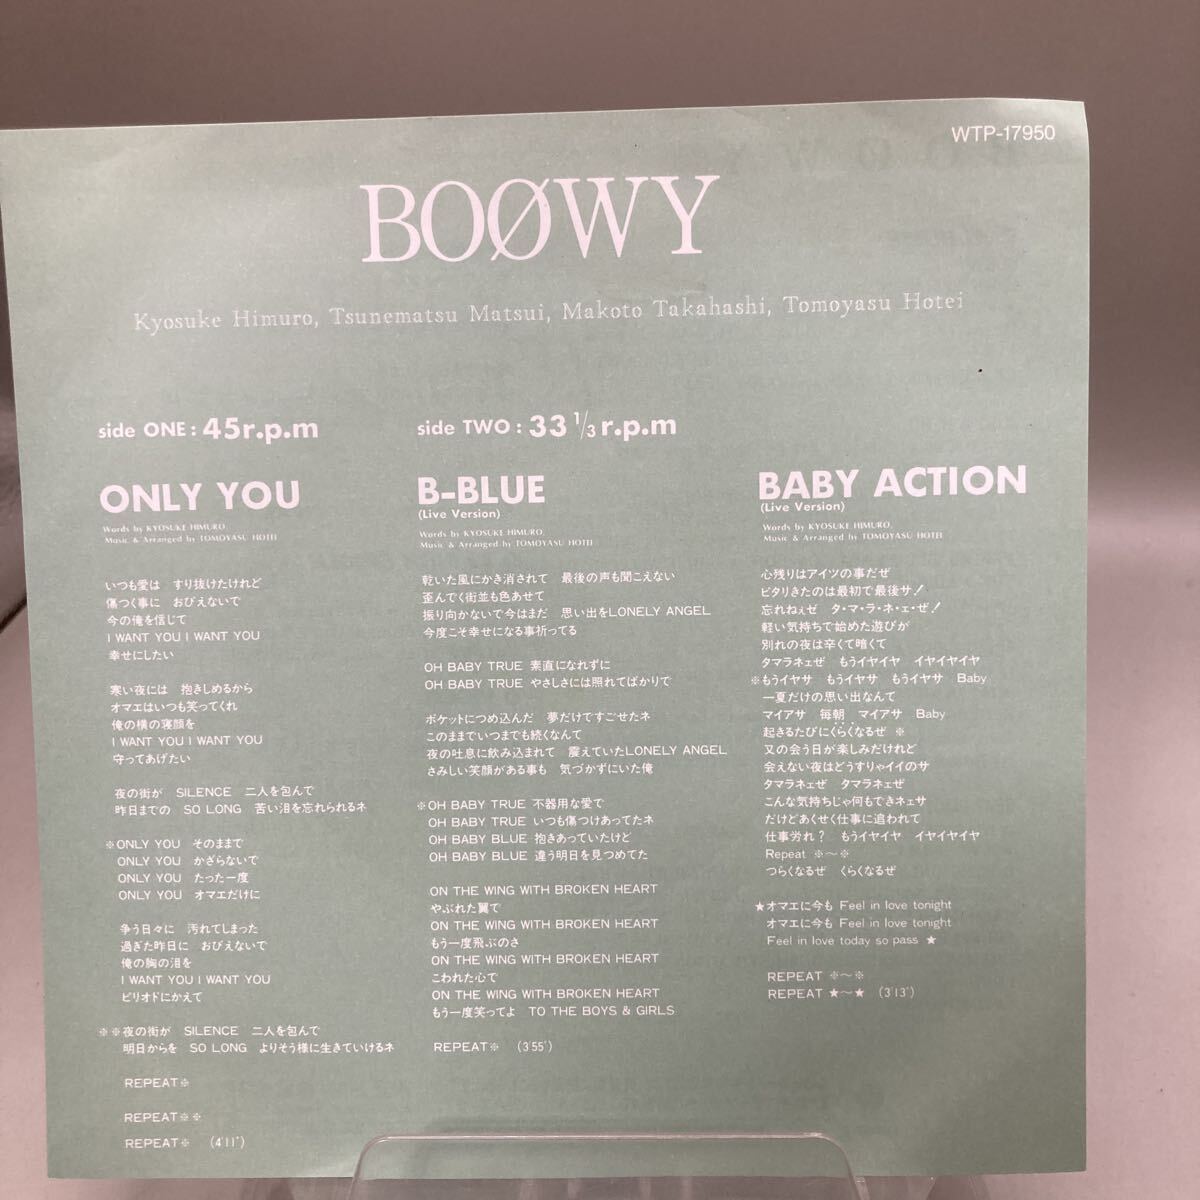 WTP-17950
BOØWY
Kyosuke Himuro, Tsunematsu Matsui, Makoto Takahashi, Tomoyasu Hotei
side ONE : 45r.p.m
ONLY YOU
Words by KYOSUKE HIMURO,
Music & Arranged by TOMOYASU HOTEI
いつも愛は すり抜けたけれど
傷つく事に おびえないで
今の俺を信じて
I WANT YOU I WANT YOU
幸せにしたい
寒い夜には 抱きしめるから
オマエはいつも笑ってくれ
俺の横の寝顔を
I WANT YOU I WANT YOU
守ってあげたい
夜の街が SILENCE 二人を包んで
昨日までの SO LONG 苦い泪を忘れられるネ
※ONLY YOU そのままで
ONLY YOU かざらないで
ONLY YOU たった一度
ONLY YOU オマエだけに
争う日々に 汚れてしまった
過ぎた昨日に おびえないで
俺の胸の泪を
I WANT YOU I WANT YOU
ピリオドにかえて
※※夜の街が SILENCE 二人を包んで
明日からを SO LONG よりそう様に生きていけるネ
REPEAT※
REPEAT※※
REPEAT※ (4'11")
side TWO : 33 1/3 r.p.m
B-BLUE
(Live Version)
Words by KYOSUKE HIMURO,
Music & Arranged by TOMOYASU HOTEI
乾いた風にかき消されて 最後の声も聞こえない
歪んでく街並も色あせて
振り向かないで今はまだ 思い出をLONELY ANGEL
今度こそ幸せになる事祈ってる
OH BABY TRUE 素直になれずに
OH BABY TRUE やさしさには照れてばかりで
ポケットにつめ込んだ 夢だけですごせたネ
このままでいつまでも続くなんて
夜の吐息に飲み込まれて 震えていたLONELY ANGEL
さみしい笑顔がある事も 気づかずにいた俺
※OH BABY TRUE 不器用な愛で
OH BABY TRUE いつも傷つけあってたネ
OH BABY BLUE 抱きあっていたけど
OH BABY BLUE 違う明日を見つめてた
ON THE WING WITH BROKEN HEART
やぶれた翼で
ON THE WING WITH BROKEN HEART
もう一度飛ぶのさ
ON THE WING WITH BROKEN HEART
こわれた心で
ON THE WING WITH BROKEN HEART
もう一度笑ってよ TO THE BOYS & GIRLS
REPEAT※ (3'55")
BABY ACTION
(Live Version)
Words by KYOSUKE HIMURO,
Music & Arranged by TOMOYASU HOTEI
心残りはアイツの事だぜ
ピタリきたのは最初で最後サ!
忘れねぇゼ タ・マ・ラ・ネ・ェ・ゼ!
軽い気持ちで始めた遊びが
別れの夜は辛くて暗くて
タマラネェぜ もうイヤイヤ イヤイヤイヤ
※もうイヤサ もうイヤサ もうイヤサ Baby
一夏だけの思い出なんて
マイアサ 毎朝 マイアサ Baby
起きるたびにくらくなるぜ ※
又の会う日が楽しみだけれど
会えない夜はどうすりゃイイのサ
タマラネェぜ タマラネェぜ
こんな気持ちじゃ何もできネェサ
だけどあくせく仕事に追われて
仕事労れ? もうイヤイヤ イヤイヤイヤ
Repeat ※〜※
つらくなるぜ くらくなるぜ
★オマエに今も Feel in love tonight
オマエに今も Feel in love tonight
Feel in love today so pass ★
REPEAT ※〜※
REPEAT ★〜★ (3'13")